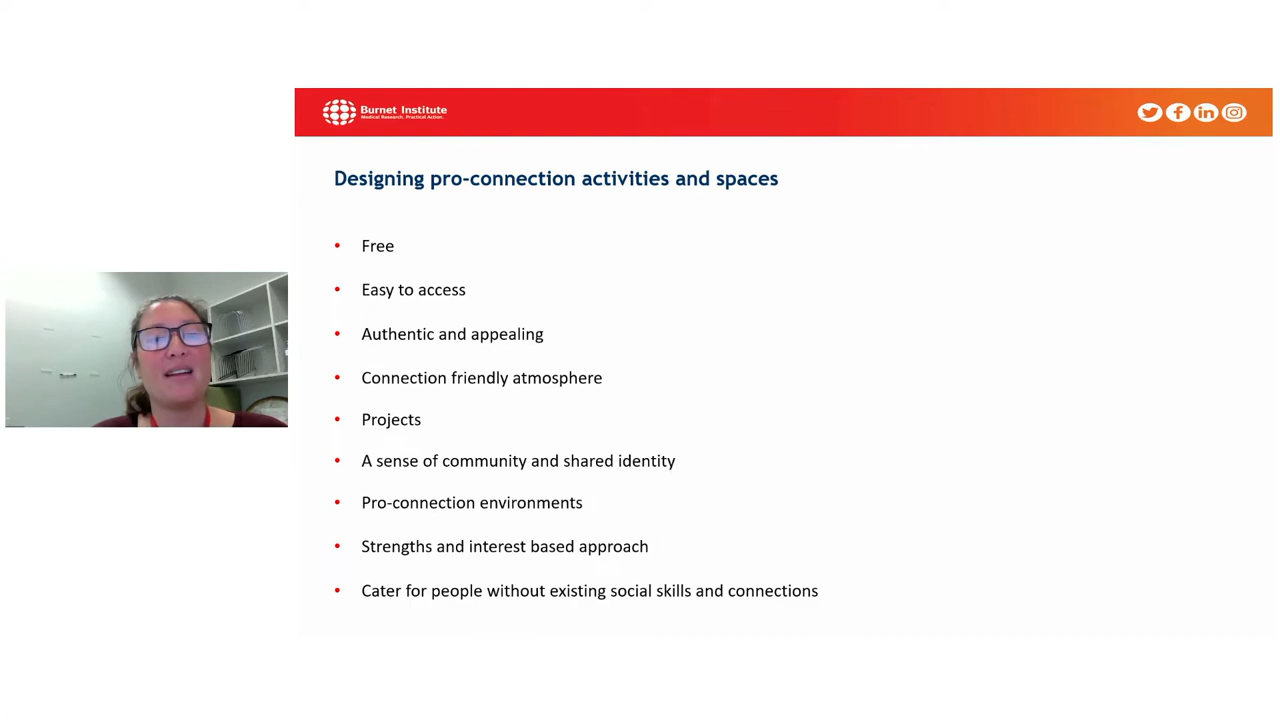 Burnet Institute
Medical Research. Practical Action.
Designing pro-connection activities and spaces
• Free
• Easy to access
• Authentic and appealing
• Connection friendly atmosphere
• Projects
• A sense of community and shared identity
• Pro-connection environments
• Strengths and interest based approach
• Cater for people without existing social skills and connections